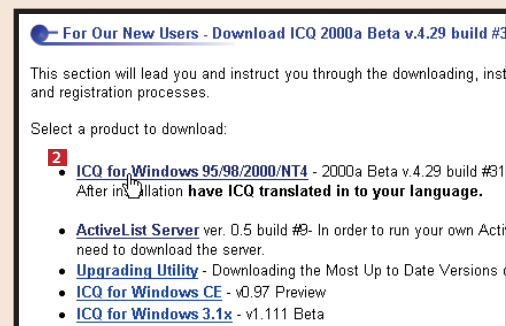 For Our New Users - Download ICQ 2000a Beta v.4.29 build #3
This section will lead you and instruct you through the downloading, inst
and registration processes.
Select a product to download:
2
ICQ for Windows 95/98/2000/NT4 - 2000a Beta v.4.29 build #31
After installation have ICQ translated in to your language.
ActiveList Server ver. 0.5 build #9- In order to run your own Activ
need to download the server.
Upgrading Utility - Downloading the Most Up to Date Versions
ICQ for Windows CE - v0.97 Preview
ICQ for Windows 3.1x - v1.111 Beta